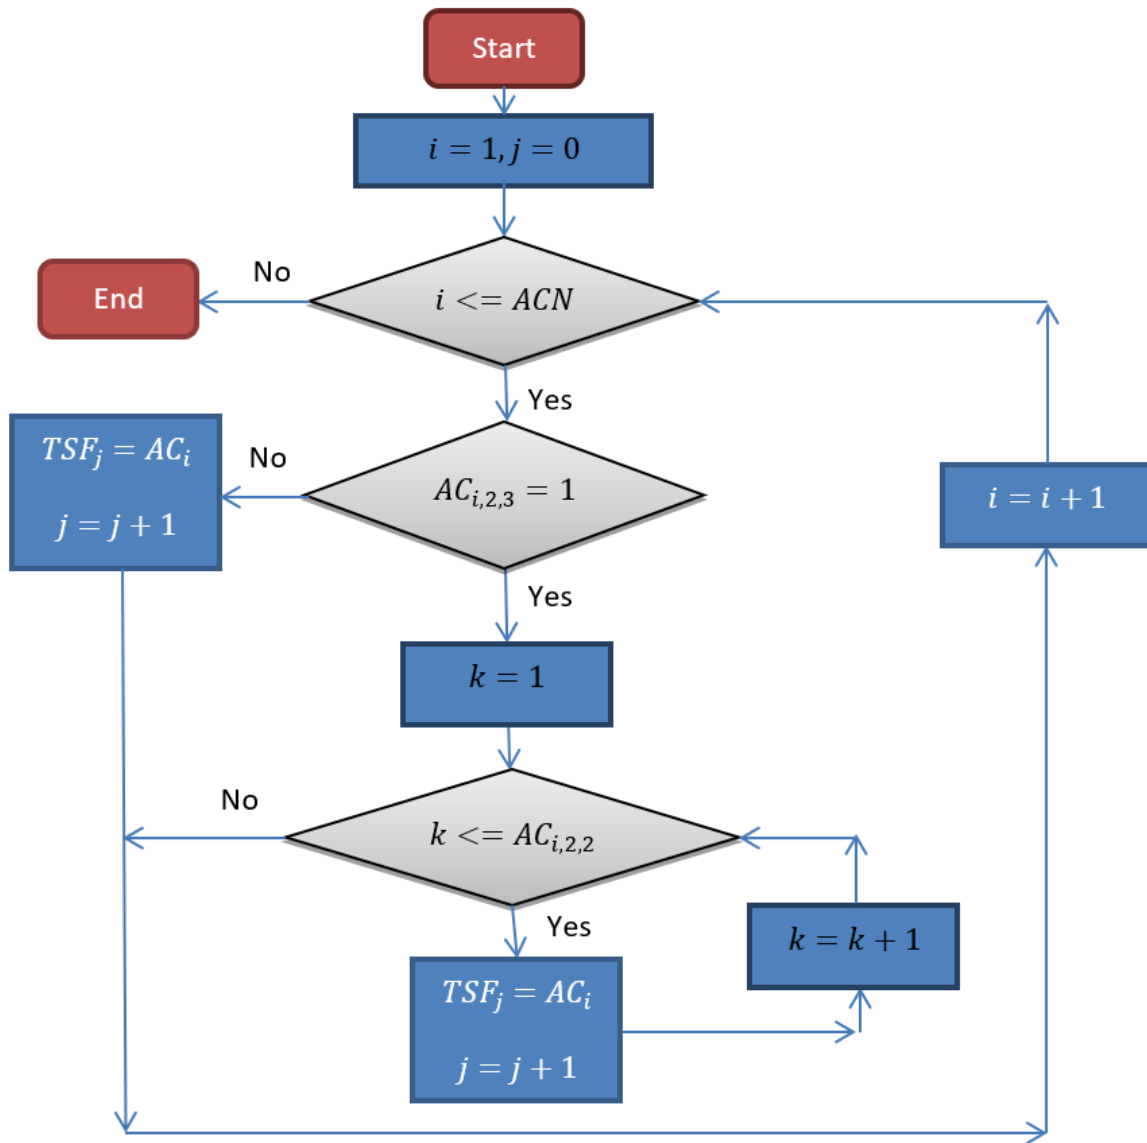 Start
i = 1, j = 0
No
End
i <= ACN
Yes
TSF_j = AC_i
j = j + 1
No
AC_{i,2,3} = 1
i = i + 1
Yes
k = 1
No
k <= AC_{i,2,2}
Yes
k = k + 1
TSF_j = AC_i
j = j + 1